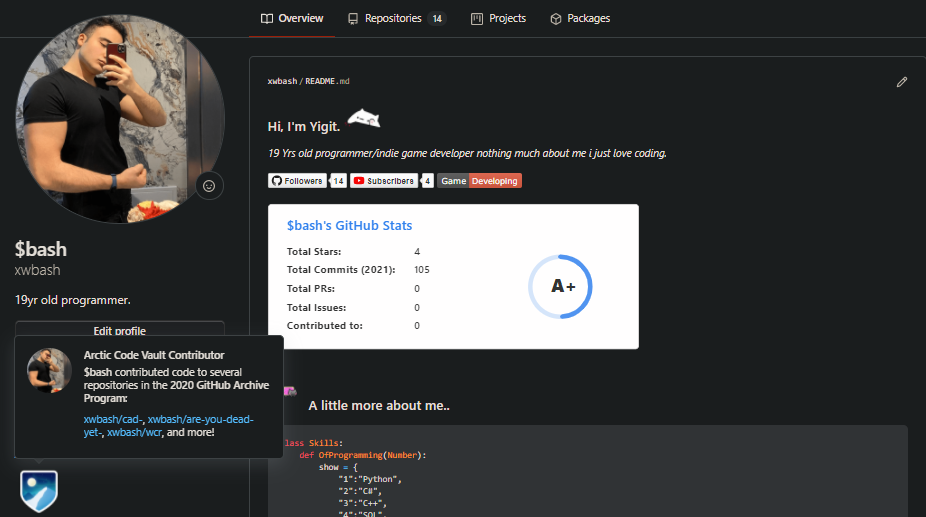 Overview
Repositories 14
Projects
Packages
xwbash / README.md
Hi, I'm Yigit.
19 Yrs old programmer/indie game developer nothing much about me i just love coding.
Followers 14
Subscribers 4
Game Developing
$bash's GitHub Stats
Total Stars: 4
Total Commits (2021): 105
Total PRs: 0
Total Issues: 0
Contributed to: 0
A+
$bash
xwbash
19yr old programmer.
Edit profile
Arctic Code Vault Contributor
$bash contributed code to several
repositories in the 2020 GitHub Archive
Program:
xwbash/cad-, xwbash/are-you-dead-
yet-, xwbash/wcr, and more!
A little more about me..
lass Skills:
def OfProgramming(Number):
show = {
"1":"Python",
"2":"C#",
"3":"C++",
"4":"SQL",